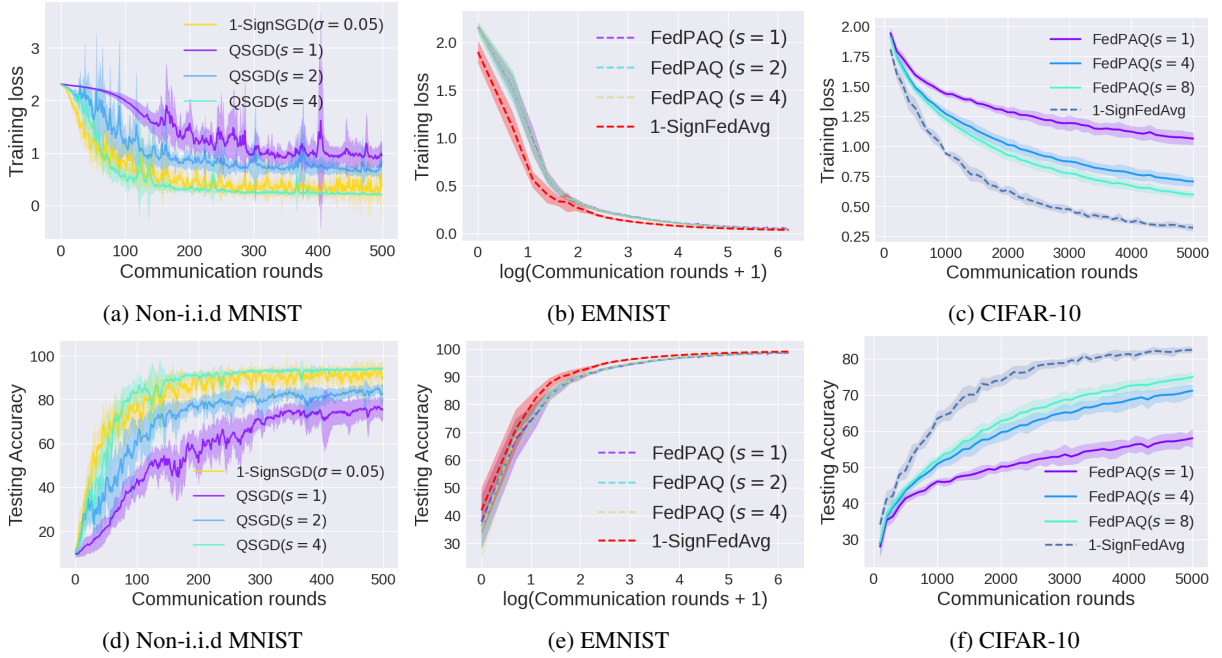 1-SignSGD(σ = 0.05)
QSGD(s = 1)
QSGD(s = 2)
QSGD(s = 4)
3
2
1
0
Training loss
0 100 200 300 400 500
Communication rounds
(a) Non-i.i.d MNIST
FedPAQ (s = 1)
FedPAQ (s = 2)
FedPAQ (s = 4)
1-SignFedAvg
2.0
1.5
1.0
0.5
0.0
Training loss
0 1 2 3 4 5 6
log(Communication rounds + 1)
(b) EMNIST
FedPAQ(s = 1)
FedPAQ(s = 4)
FedPAQ(s = 8)
1-SignFedAvg
2.00
1.75
1.50
1.25
1.00
0.75
0.50
0.25
Training loss
0 1000 2000 3000 4000 5000
Communication rounds
(c) CIFAR-10
100
80
60
40
20
Testing Accuracy
1-SignSGD(σ = 0.05)
QSGD(s = 1)
QSGD(s = 2)
QSGD(s = 4)
0 100 200 300 400 500
Communication rounds
(d) Non-i.i.d MNIST
100
90
80
70
60
50
40
30
Testing Accuracy
FedPAQ (s = 1)
FedPAQ (s = 2)
FedPAQ (s = 4)
1-SignFedAvg
0 1 2 3 4 5 6
log(Communication rounds + 1)
(e) EMNIST
80
70
60
50
40
30
Testing Accuracy
FedPAQ(s = 1)
FedPAQ(s = 4)
FedPAQ(s = 8)
1-SignFedAvg
0 1000 2000 3000 4000 5000
Communication rounds
(f) CIFAR-10